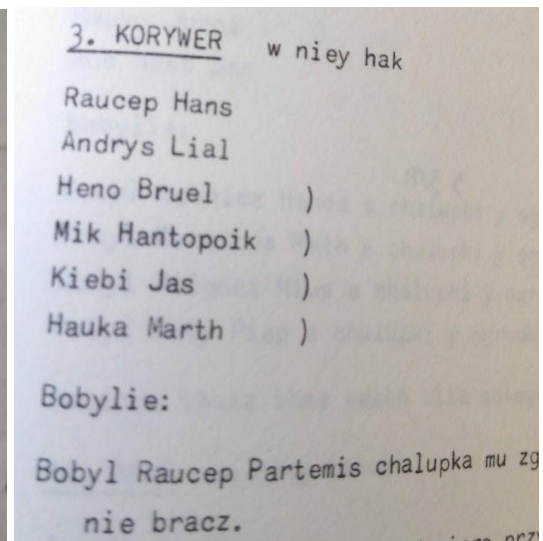 3. KORYWER w niey hak
Raucep Hans
Andrys Lial
Heno Bruel )
Mik Hantopoik )
Kiebi Jas )
Hauka Marth )
Bobylie:
Bobyl Raucep Partemis chalupka mu zg
nie bracz.